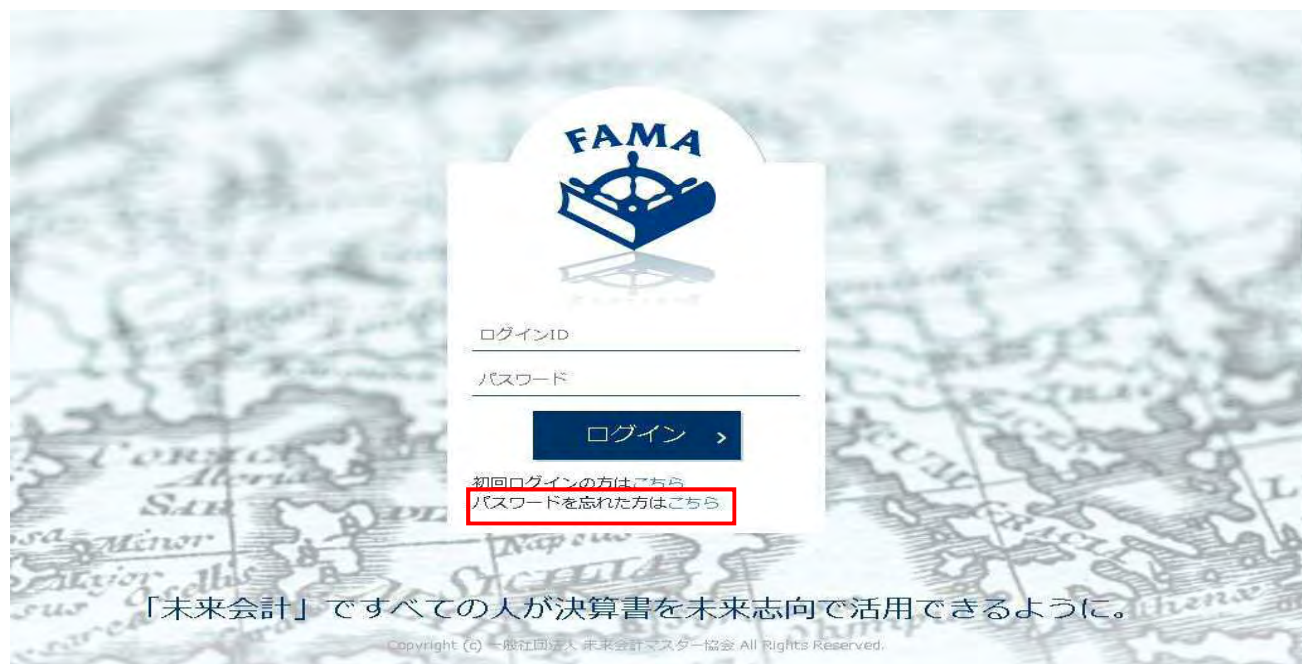 FAMA
ログインID
パスワード
ログイン
初回ログインの方はこちら
パスワードを忘れた方はこちら
「未来会計」ですべての人が決算書を未来志向で活用できるように。
Copyright (c) 一般社団法人 未来会計マスター協会 All Rights Reserved.